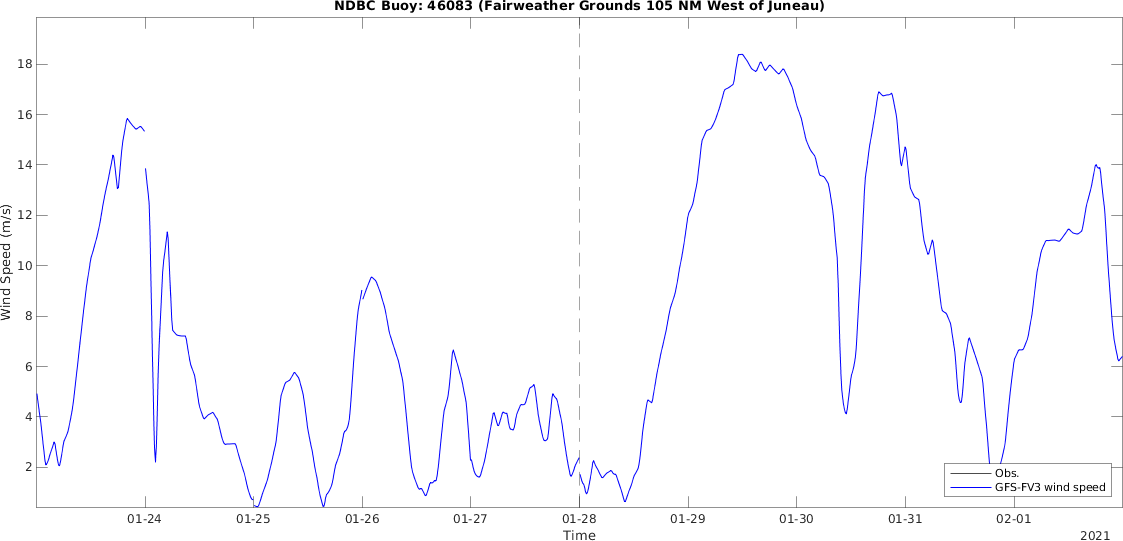 NDBC Buoy: 46083 (Fairweather Grounds 105 NM West of Juneau)
Wind Speed (m/s)
18
16
14
12
10
8
6
4
2
Obs.
GFS-FV3 wind speed
01-24 01-25 01-26 01-27 01-28 01-29 01-30 01-31 02-01
Time
2021